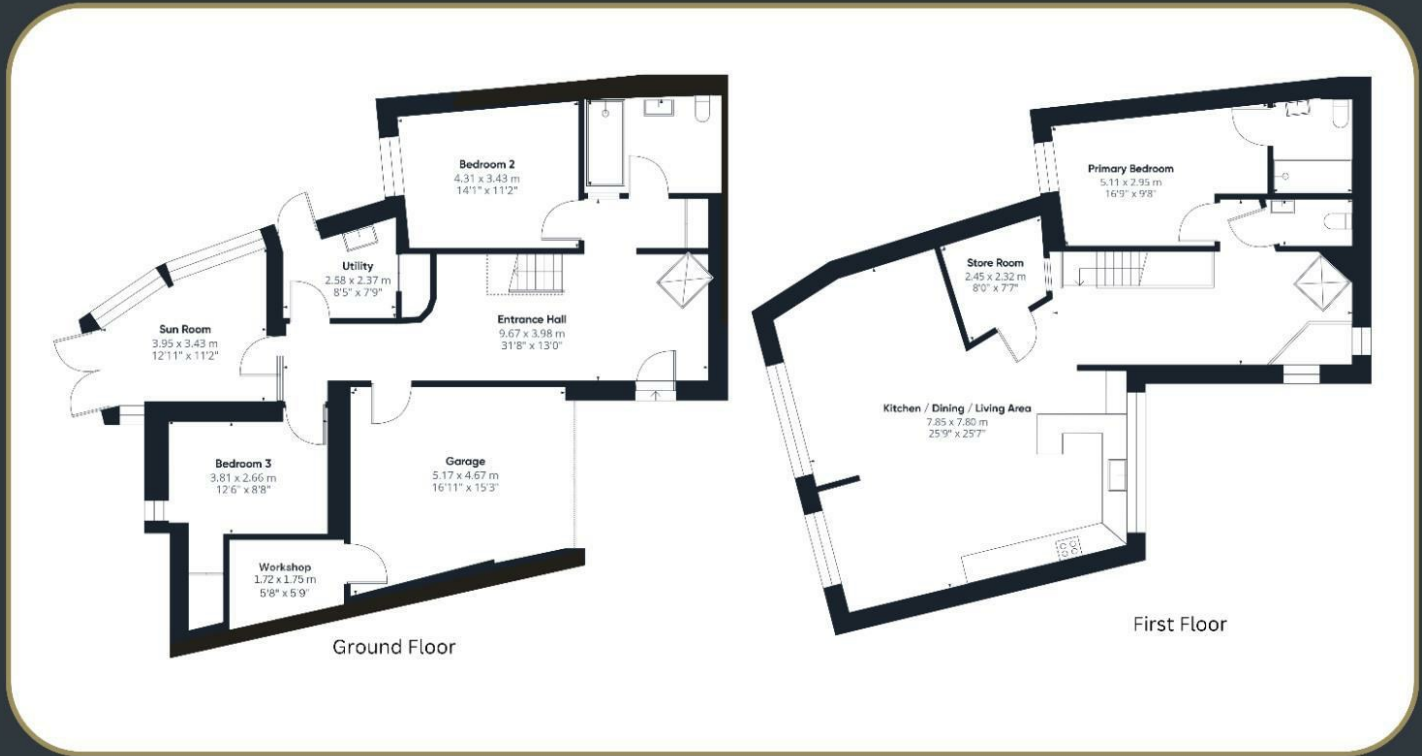 Bedroom 2
4.31 x 3.43 m
14'1" x 11'2"
Utility
2.58 x 2.37 m
8'5" x 7'9"
Sun Room
3.95 x 3.43 m
12'11" x 11'2"
Entrance Hall
9.67 x 3.98 m
31'8" x 13'0"
Bedroom 3
3.81 x 2.66 m
12'6" x 8'8"
Garage
5.17 x 4.67 m
16'11" x 15'3"
Workshop
1.72 x 1.75 m
5'8" x 5'9"
Ground Floor
Primary Bedroom
5.11 x 2.95 m
16'9" x 9'8"
Store Room
2.45 x 2.32 m
8'0" x 7'7"
Kitchen / Dining / Living Area
7.85 x 7.80 m
25'9" x 25'7"
First Floor